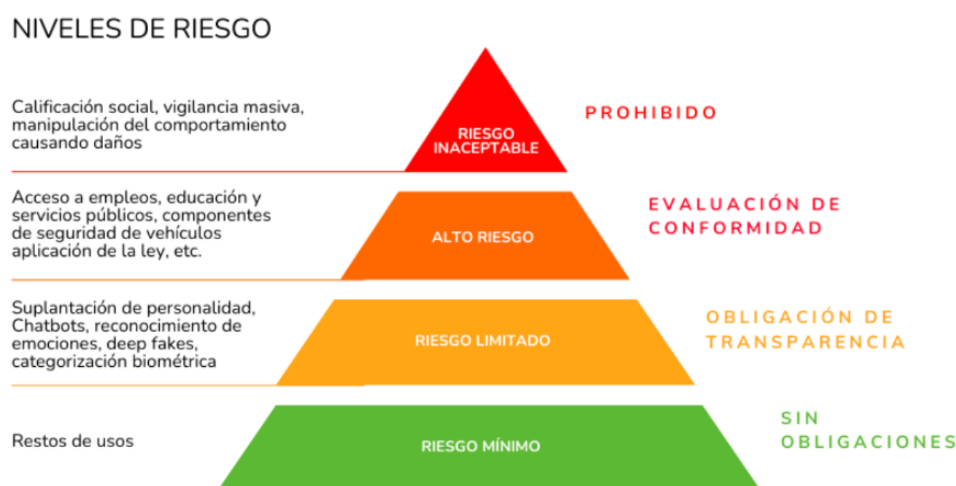 NIVELES DE RIESGO
Calificación social, vigilancia masiva,
manipulación del comportamiento
causando daños
RIESGO
INACEPTABLE
PROHIBIDO
Acceso a empleos, educación y
servicios públicos, componentes
de seguridad de vehículos
aplicación de la ley, etc.
ALTO RIESGO
EVALUACIÓN DE
CONFORMIDAD
Suplantación de personalidad,
Chatbots, reconocimiento de
emociones, deep fakes,
categorización biométrica
RIESGO LIMITADO
OBLIGACIÓN DE
TRANSPARENCIA
Restos de usos
RIESGO MÍNIMO
SIN
OBLIGACIONES